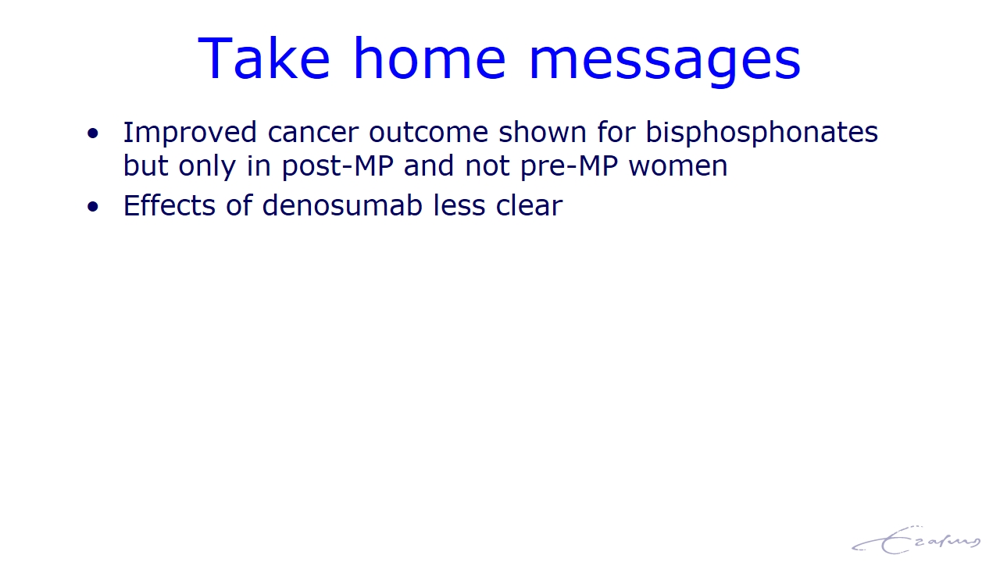 Take home messages
• Improved cancer outcome shown for bisphosphonates
but only in post-MP and not pre-MP women
• Effects of denosumab less clear
Erasmus